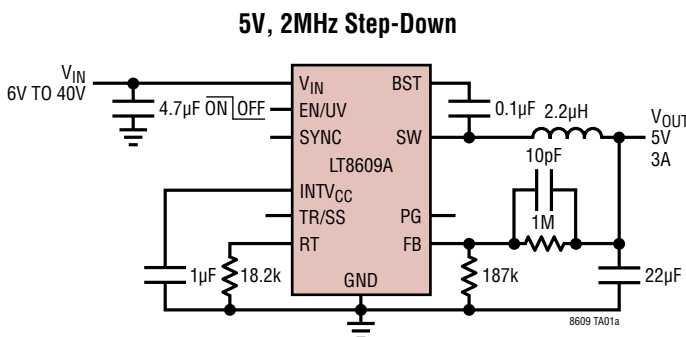 5V, 2MHz Step-Down
VIN
6V TO 40V
4.7µF
ON OFF
VIN
EN/UV
SYNC
INTVCC
TR/SS
RT
BST
SW
LT8609A
PG
FB
GND
0.1µF
2.2µH
VOUT
5V
3A
10pF
1M
1µF
18.2k
187k
22µF
8609 TA01a